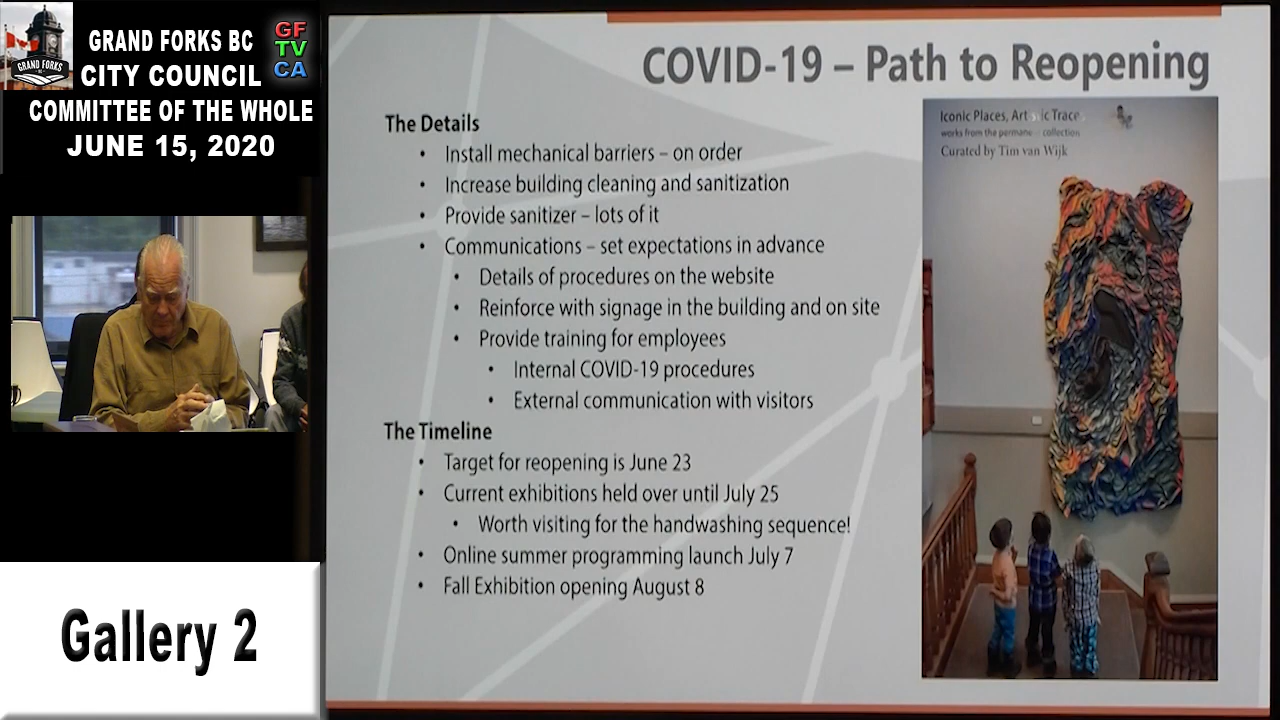 GRAND FORKS BC
CITY COUNCIL
COMMITTEE OF THE WHOLE
JUNE 15, 2020
GF
TV
CA
GRAND FORKS
COVID-19 – Path to Reopening
The Details
• Install mechanical barriers – on order
• Increase building cleaning and sanitization
• Provide sanitizer – lots of it
• Communications – set expectations in advance
• Details of procedures on the website
• Reinforce with signage in the building and on site
• Provide training for employees
• Internal COVID-19 procedures
• External communication with visitors
The Timeline
• Target for reopening is June 23
• Current exhibitions held over until July 25
• Worth visiting for the handwashing sequence!
• Online summer programming launch July 7
• Fall Exhibition opening August 8
Iconic Places, Art ic Trace
works from the permane collection
Curated by Tim van Wijk
Gallery 2